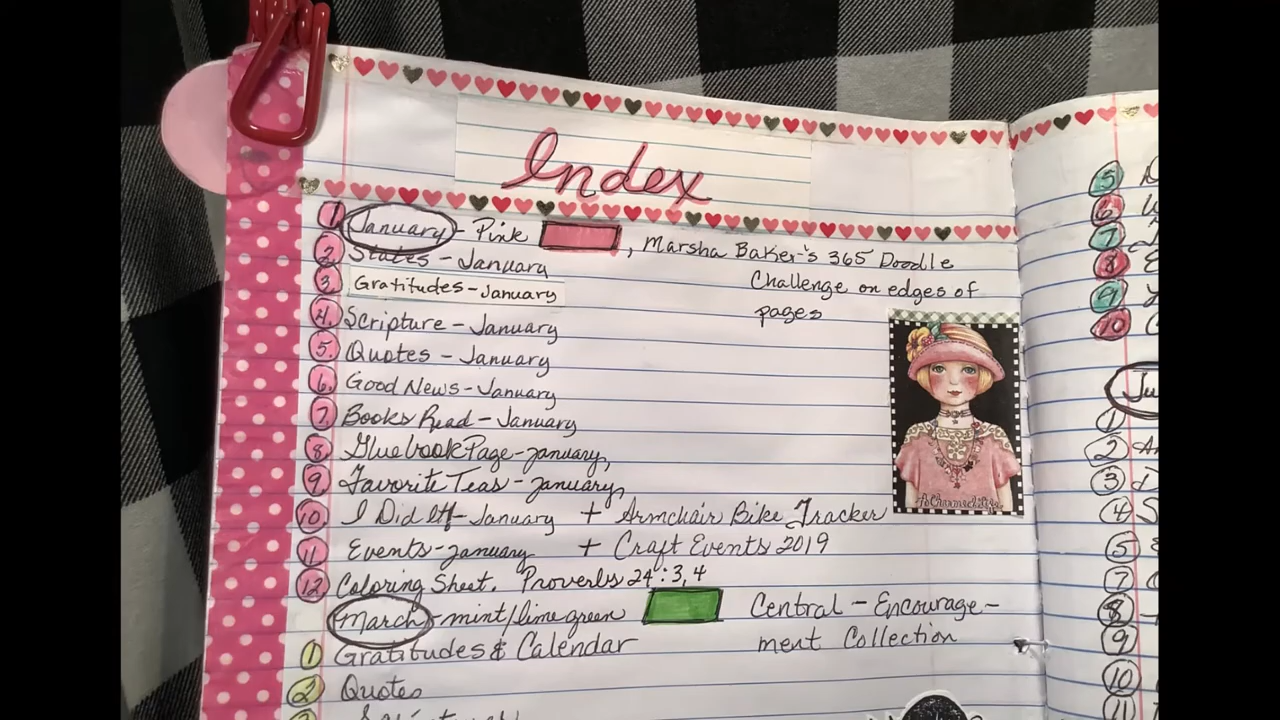 Index
1 January - Pink , Marsha Baker's 365 Doodle
Challenge on edges of
pages
2. States - January
3. Gratitudes - January
4. Scripture - January
5. Quotes - January
6. Good News - January
7. Books Read - January
8. Gluebook Page - January
9 Favorite Teas - January
10 I Did It - January + Armchair Bike Tracker
11 Events - January + Craft Events 2019
12 Coloring Sheet. Proverbs 24:3,4
March - mint/lime green Central - Encourage-
ment Collection
1 Gratitudes & Calendar
2 Quotes
A Charmed Life
5
6
7
8
9
10
Ju
1
2
3
4
5
7
8
9
10
11